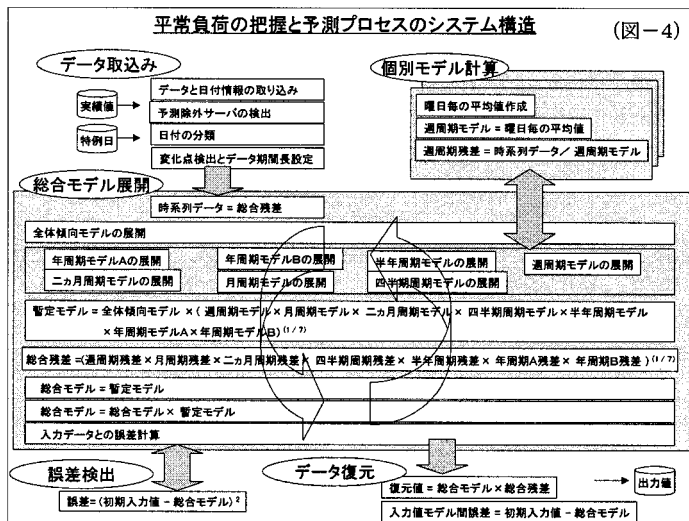 平常負荷の把握と予測プロセスのシステム構造
(図－4)
データ取込み
実績値
特例日
データと日付情報の取り込み
予測除外サーバの検出
日付の分類
変化点検出とデータ期間長設定
個別モデル計算
曜日毎の平均値作成
週周期モデル＝曜日毎の平均値
週周期残差＝時系列データ／週周期モデル
総合モデル展開
時系列データ＝総合残差
全体傾向モデルの展開
年周期モデルAの展開
年周期モデルBの展開
半年周期モデルの展開
週周期モデルの展開
二ヵ月周期モデルの展開
月周期モデルの展開
四半期周期モデルの展開
暫定モデル＝全体傾向モデル×(週周期モデル×月周期モデル×二ヵ月周期モデル×四半期周期モデル×半年周期モデル
×年周期モデルA×年周期モデルB)(1/7)
総合残差＝(週周期残差×月周期残差×二ヵ月周期残差×四半期周期残差×半年周期残差×年周期A残差×年周期B残差)(1/7)
総合モデル＝暫定モデル
総合モデル＝総合モデル×暫定モデル
入力データとの誤差計算
誤差検出
誤差＝(初期入力値－総合モデル)2
データ復元
復元値＝総合モデル×総合残差
入力値モデル間誤差＝初期入力値－総合モデル
出力値